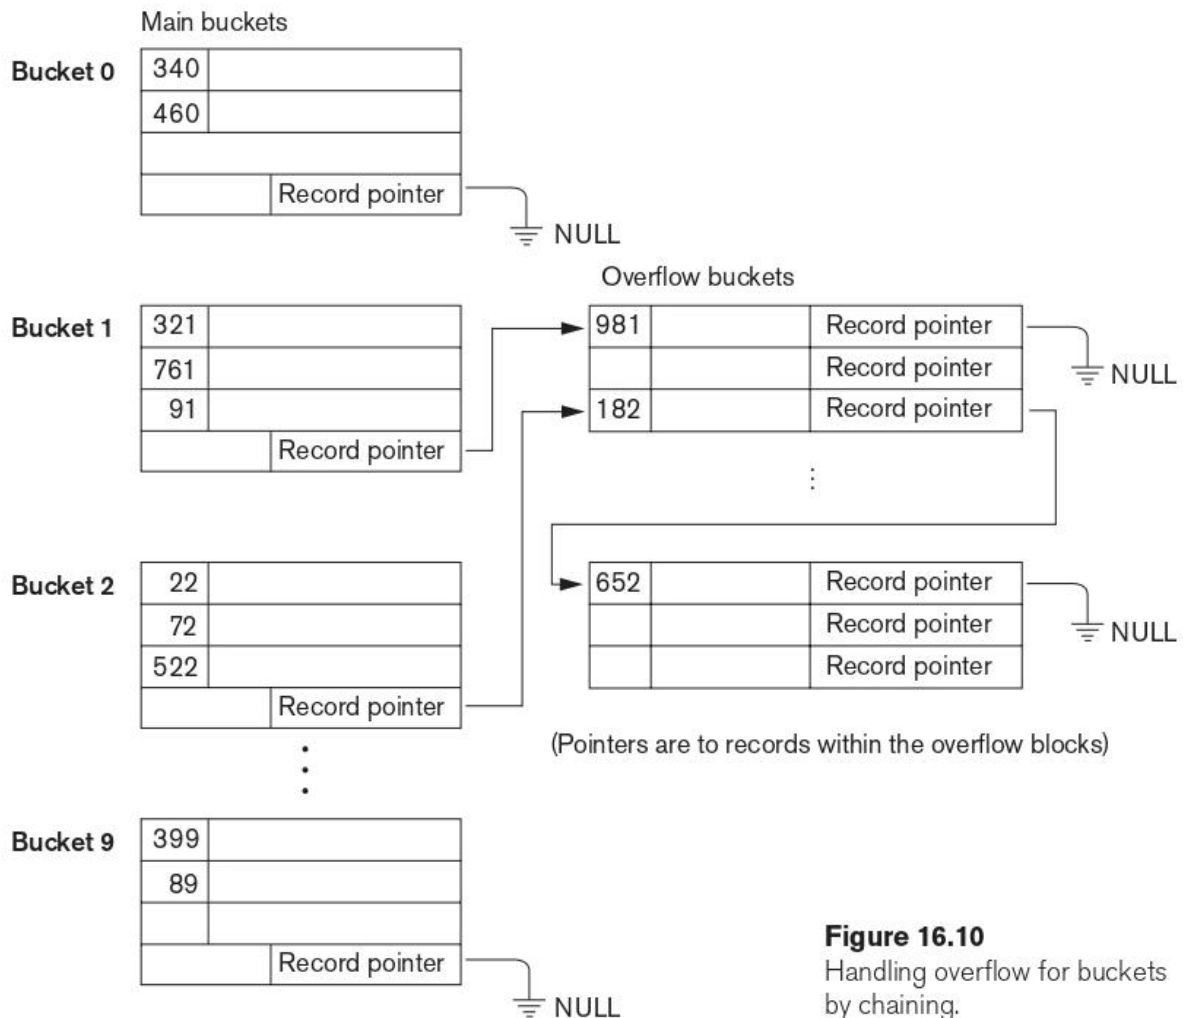 Main buckets
Bucket 0
340
460
Record pointer
NULL
Overflow buckets
Bucket 1
321
761
91
Record pointer
981 Record pointer
Record pointer
182 Record pointer
NULL
Bucket 2
22
72
522
Record pointer
652 Record pointer
Record pointer
Record pointer
NULL
(Pointers are to records within the overflow blocks)
Bucket 9
399
89
Record pointer
NULL
Figure 16.10
Handling overflow for buckets
by chaining.